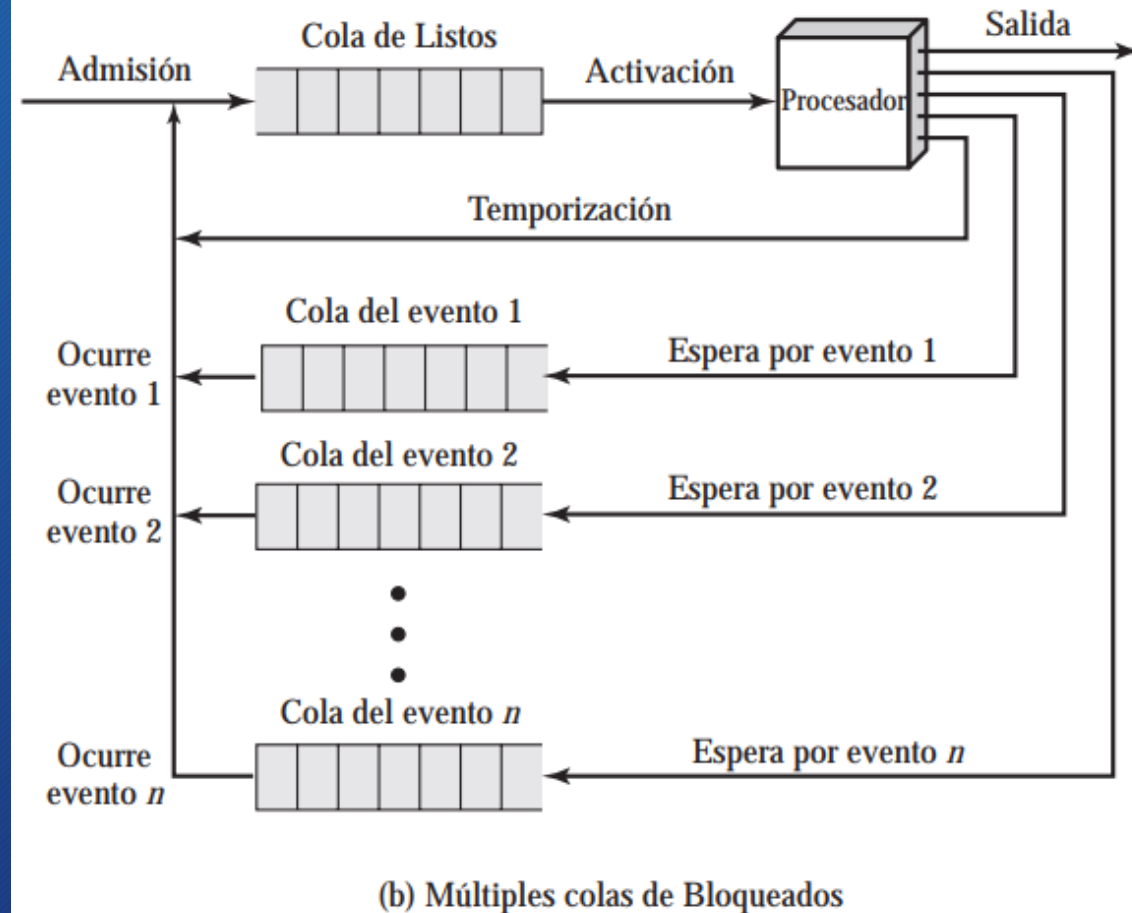 Cola de Listos
Salida
Admisión
Activación
Procesador
Temporización
Cola del evento 1
Ocurre
evento 1
Espera por evento 1
Cola del evento 2
Ocurre
evento 2
Espera por evento 2
Cola del evento n
Ocurre
evento n
Espera por evento n
(b) Múltiples colas de Bloqueados